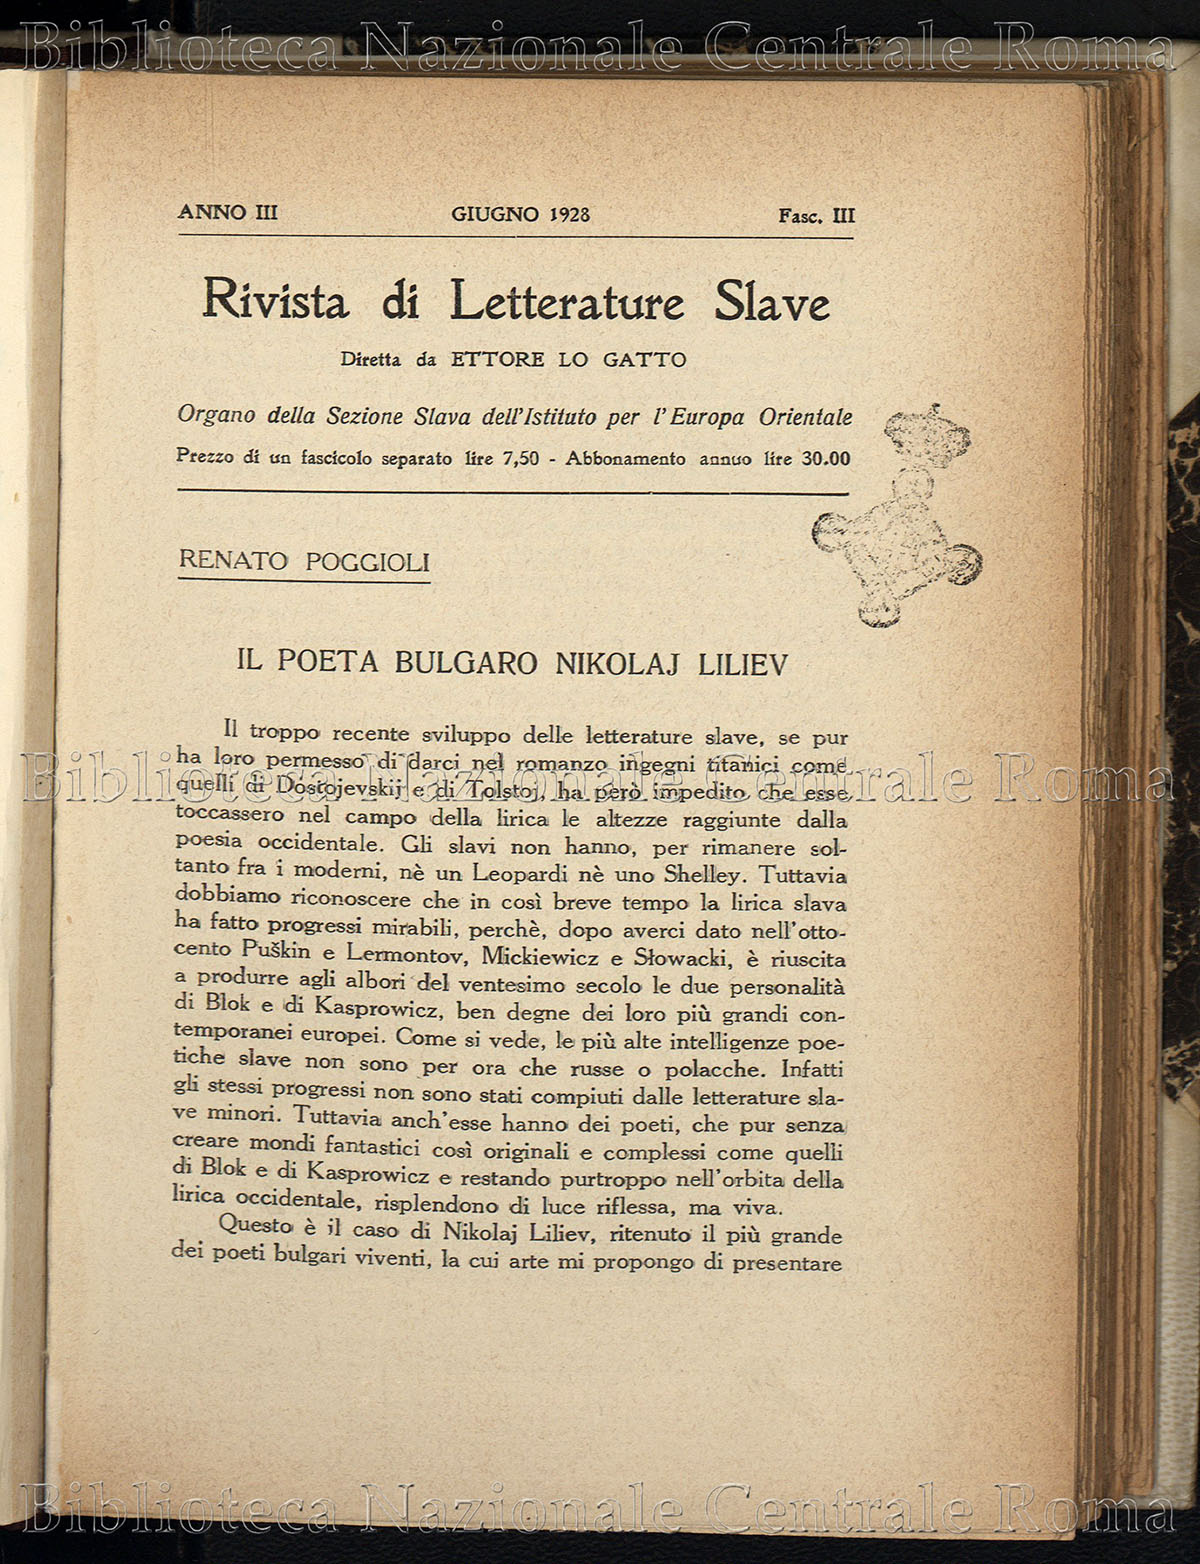 Biblioteca Nazionale Centrale Roma
ANNO III GIUGNO 1928 Fasc. III
Rivista di Letterature Slave
Diretta da ETTORE LO GATTO
Organo della Sezione Slava dell'Istituto per l'Europa Orientale
Prezzo di un fascicolo separato lire 7,50 - Abbonamento annuo lire 30.00
RENATO POGGIOLI
IL POETA BULGARO NIKOLAJ LILIEV
Il troppo recente sviluppo delle letterature slave, se pur
ha loro permesso di darci nel romanzo ingegni titanici come
Biblioteca Nazionale Centrale Roma
quelli di Dostojevskij e di Tolstoj, ha però impedito che esse
toccassero nel campo della lirica le altezze raggiunte dalla
poesia occidentale. Gli slavi non hanno, per rimanere sol-
tanto fra i moderni, nè un Leopardi nè uno Shelley. Tuttavia
dobbiamo riconoscere che in così breve tempo la lirica slava
ha fatto progressi mirabili, perchè, dopo averci dato nell'otto-
cento Puškin e Lermontov, Mickiewicz e Słowacki, è riuscita
a produrre agli albori del ventesimo secolo le due personalità
di Blok e di Kasprowicz, ben degne dei loro più grandi con-
temporanei europei. Come si vede, le più alte intelligenze poe-
tiche slave non sono per ora che russe o polacche. Infatti
gli stessi progressi non sono stati compiuti dalle letterature sla-
ve minori. Tuttavia anch'esse hanno dei poeti, che pur senza
creare mondi fantastici così originali e complessi come quelli
di Blok e di Kasprowicz e restando purtroppo nell'orbita della
lirica occidentale, risplendono di luce riflessa, ma viva.
Questo è il caso di Nikolaj Liliev, ritenuto il più grande
dei poeti bulgari viventi, la cui arte mi propongo di presentare
Biblioteca Nazionale Centrale Roma